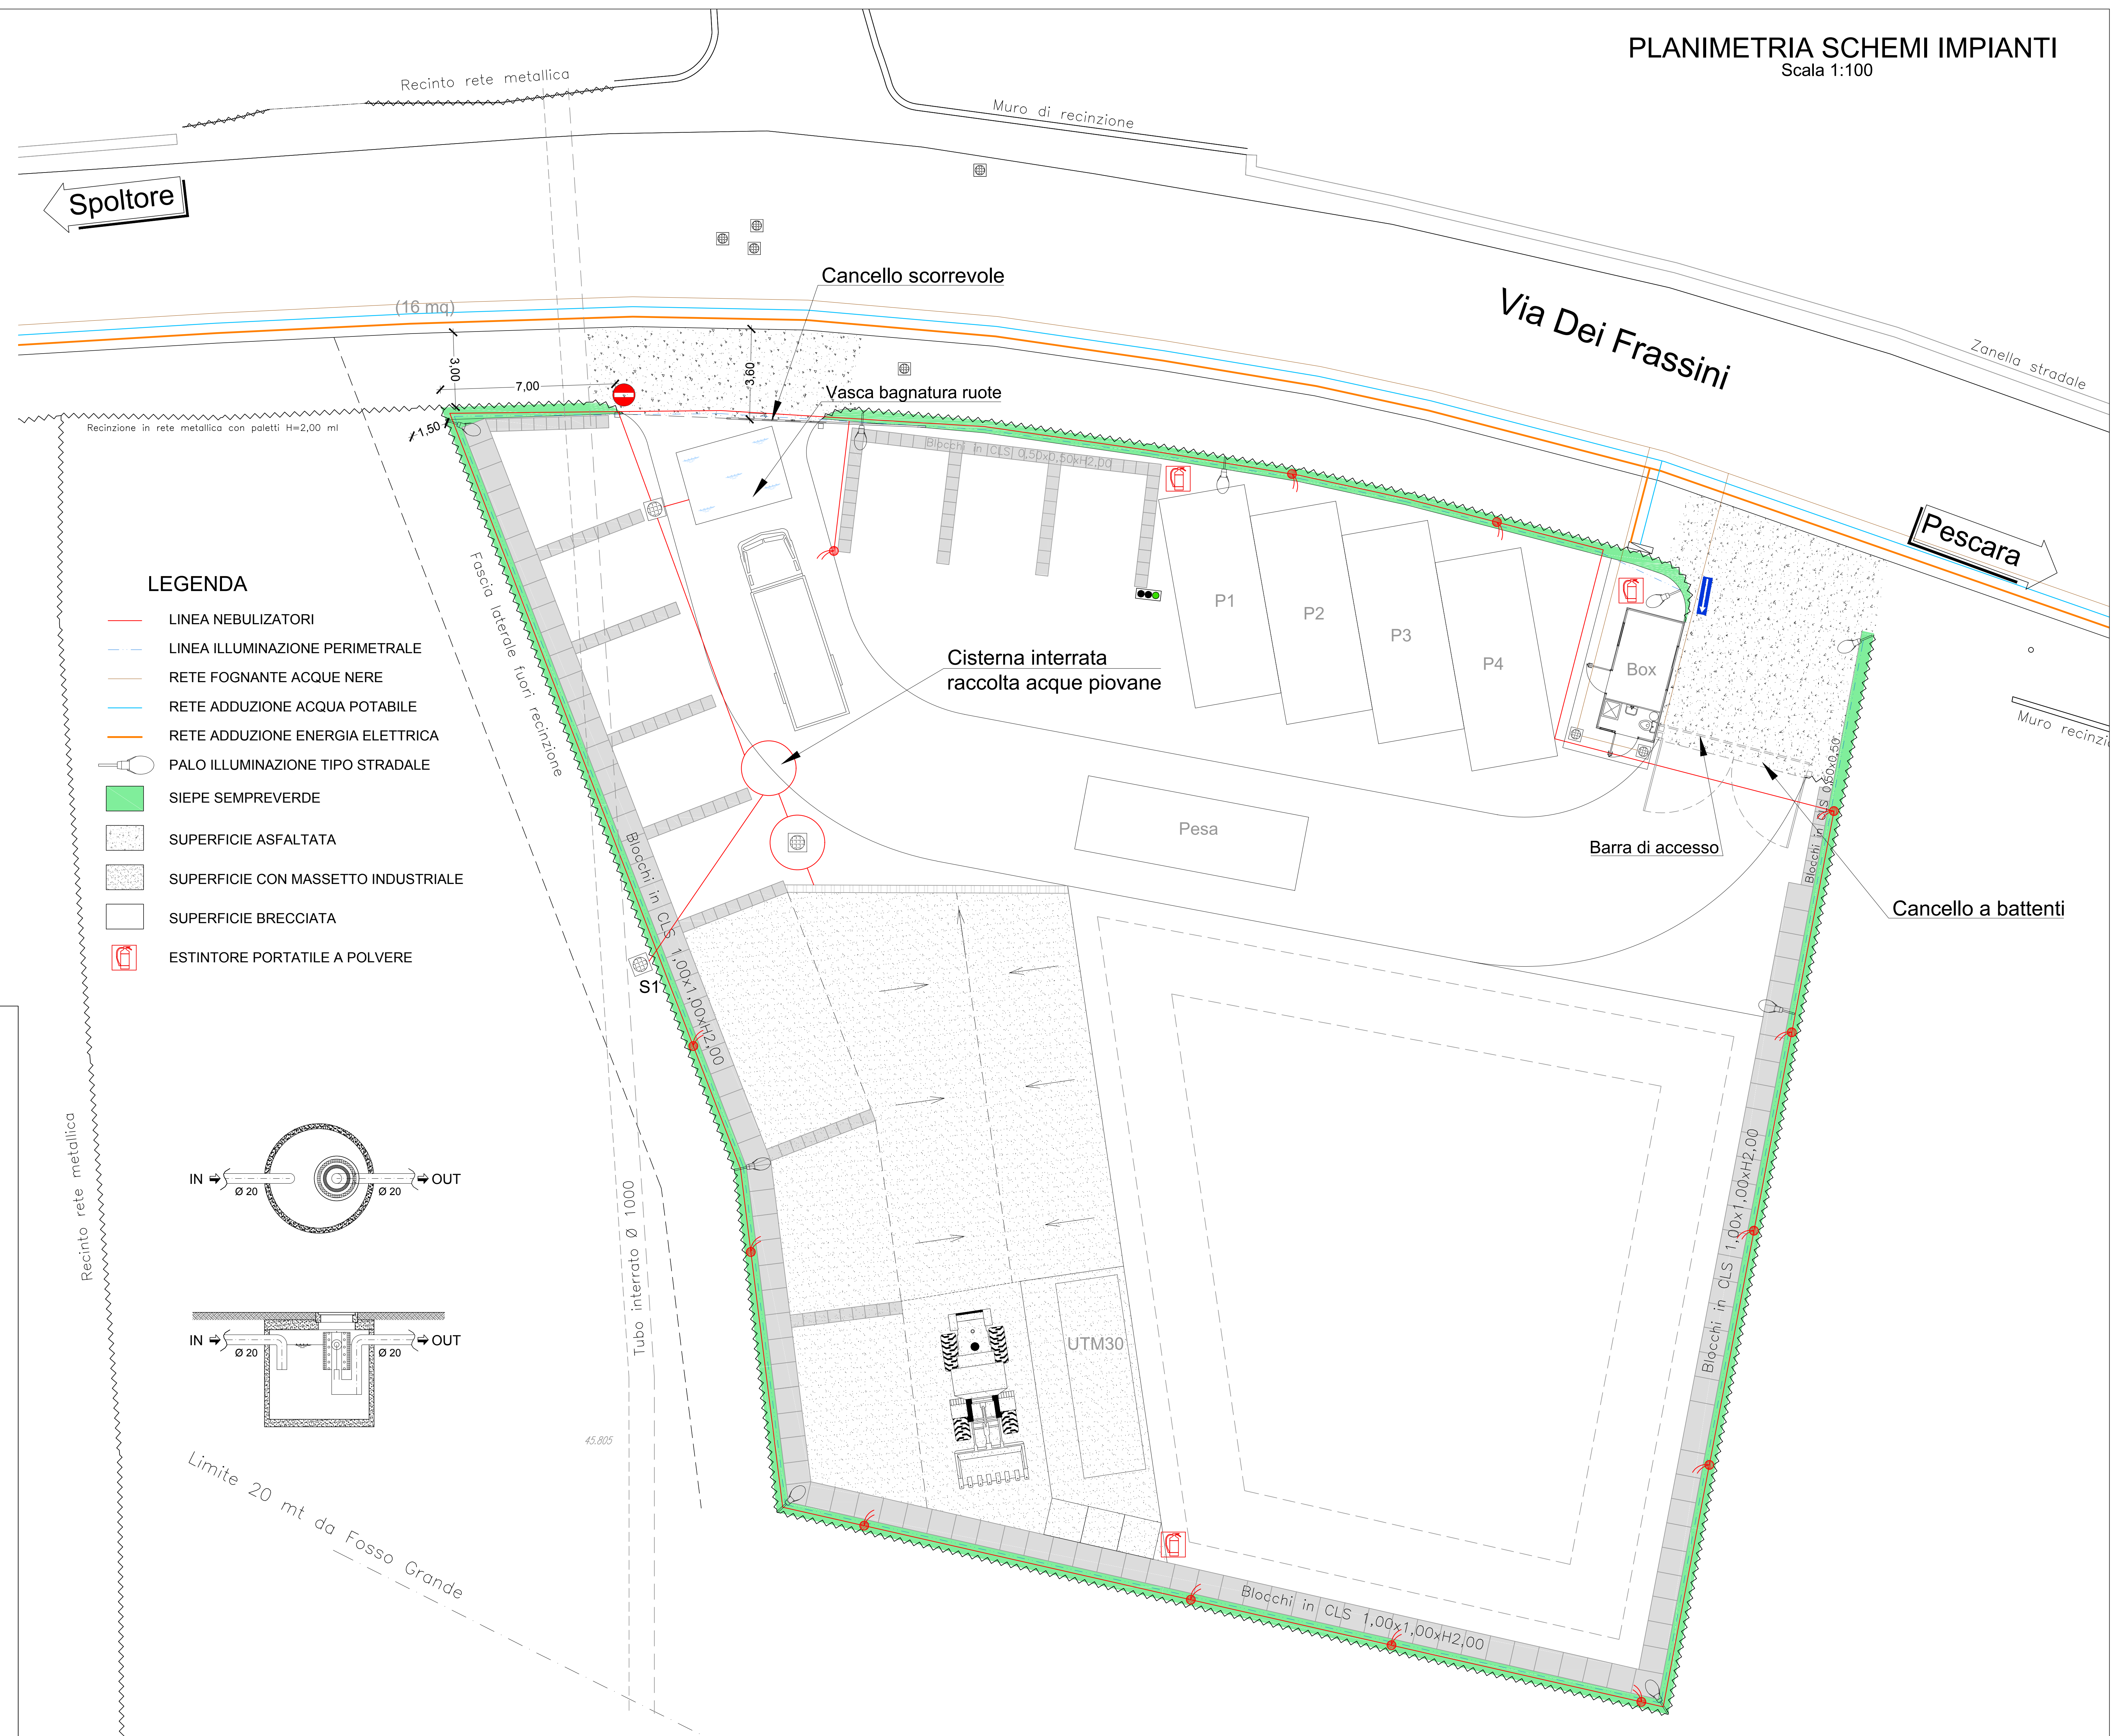 PLANIMETRIA SCHEMI IMPIANTI
Scala 1:100
Recinto rete metallica
Muro di recinzione
Spoltore
Cancello scorrevole
(16 mq)
Via Dei Frassini
Zanella stradale
3,00
7,00
3,60
Vasca bagnatura ruote
Recinzione in rete metallica con paletti H=2,00 ml
1,50
Blocchi in CLS 0,50x0,50xH2,00
Pescara
Fascia laterale fuori recinzione
LEGENDA
LINEA NEBULIZATORI
LINEA ILLUMINAZIONE PERIMETRALE
RETE FOGNANTE ACQUE NERE
RETE ADDUZIONE ACQUA POTABILE
RETE ADDUZIONE ENERGIA ELETTRICA
PALO ILLUMINAZIONE TIPO STRADALE
SIEPE SEMPREVERDE
SUPERFICIE ASFALTATA
SUPERFICIE CON MASSETTO INDUSTRIALE
SUPERFICIE BRECCIATA
ESTINTORE PORTATILE A POLVERE
P1
P2
P3
P4
Box
Cisterna interrata
raccolta acque piovane
Muro recinzi
Pesa
Barra di accesso
Blocchi in CLS 0,50x0,50
Cancello a battenti
Blocchi in CLS 1,00x1,00xH2,00
S1
Recinto rete metallica
IN
Ø 20
Ø 20
OUT
Tubo interrato Ø 1000
Blocchi in CLS 1,00x1,00xH2,00
IN
Ø 20
Ø 20
OUT
UTM30
45.805
Limite 20 mt da Fosso Grande
Blocchi in CLS 1,00x1,00xH2,00